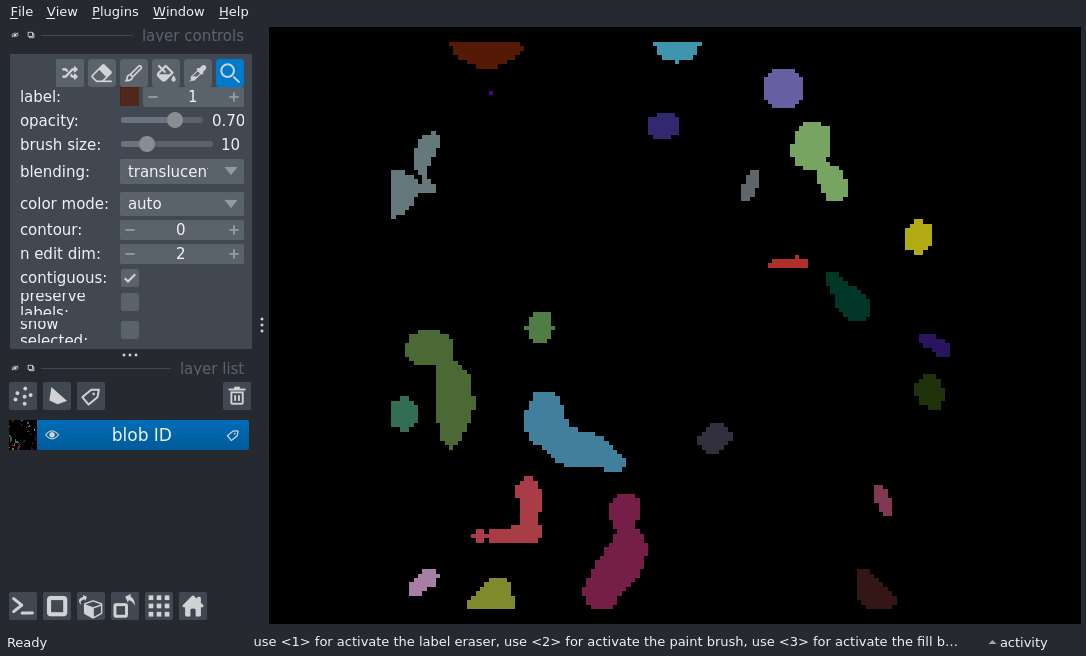 File View Plugins Window Help
layer controls
label: 1
opacity: 0.70
brush size: 10
blending: translucen
color mode: auto
contour: 0
n edit dim: 2
contiguous:
preserve
labels:
show
selected:
layer list
blob ID
Ready use <1> for activate the label eraser, use <2> for activate the paint brush, use <3> for activate the fill b… activity